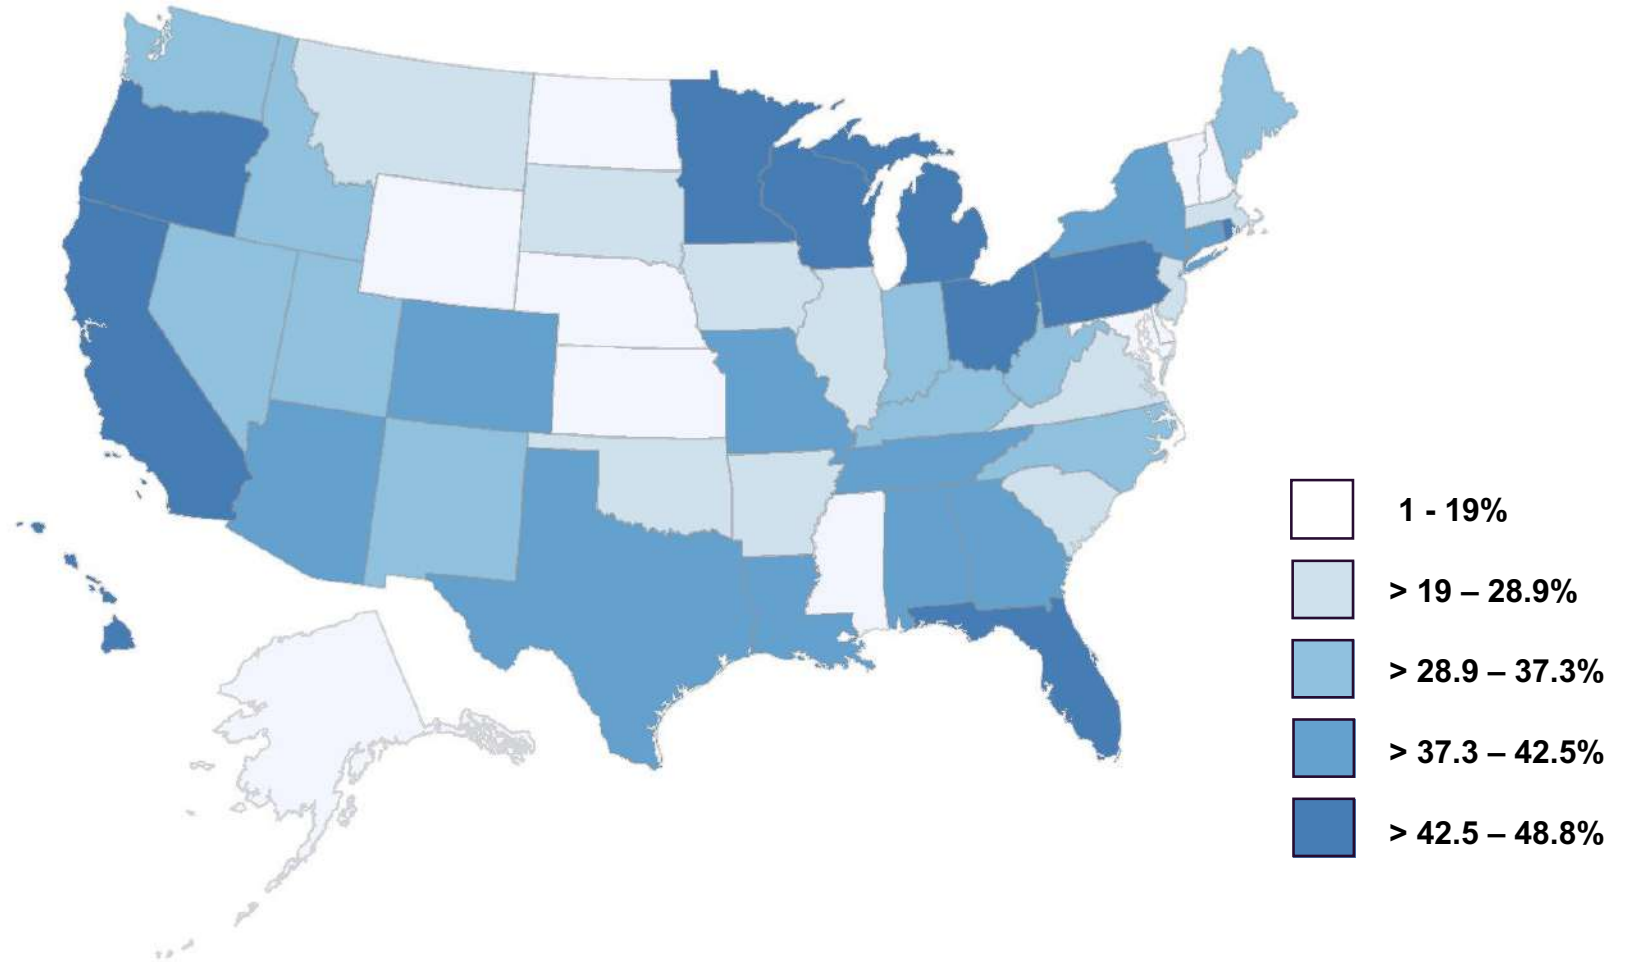 1 - 19%
> 19 – 28.9%
> 28.9 – 37.3%
> 37.3 – 42.5%
> 42.5 – 48.8%